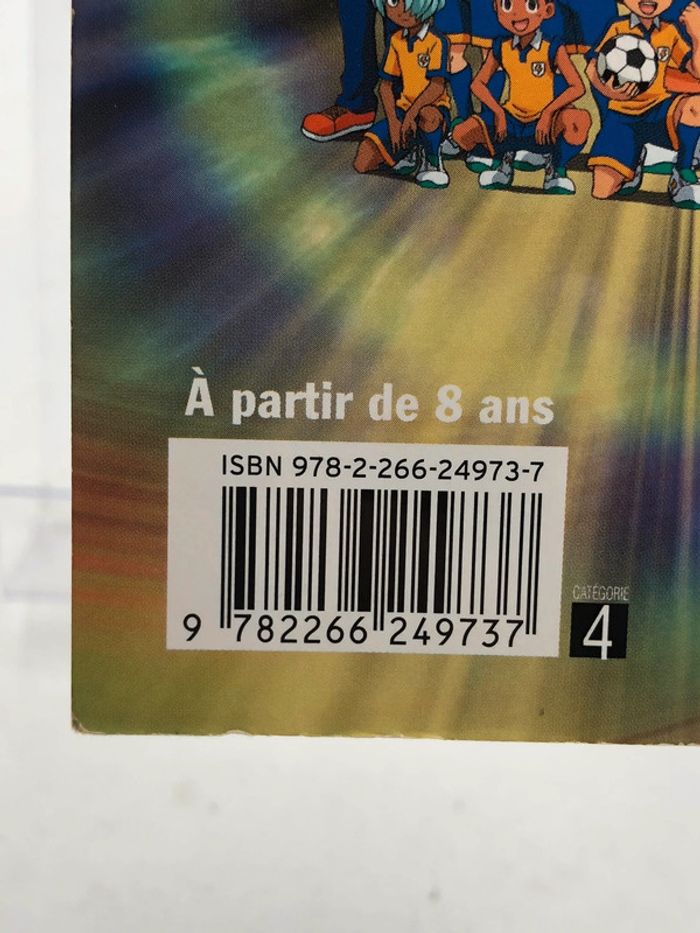 À partir de 8 ans
ISBN 978-2-266-24973-7
9 782266 249737
CATÉGORIE
4